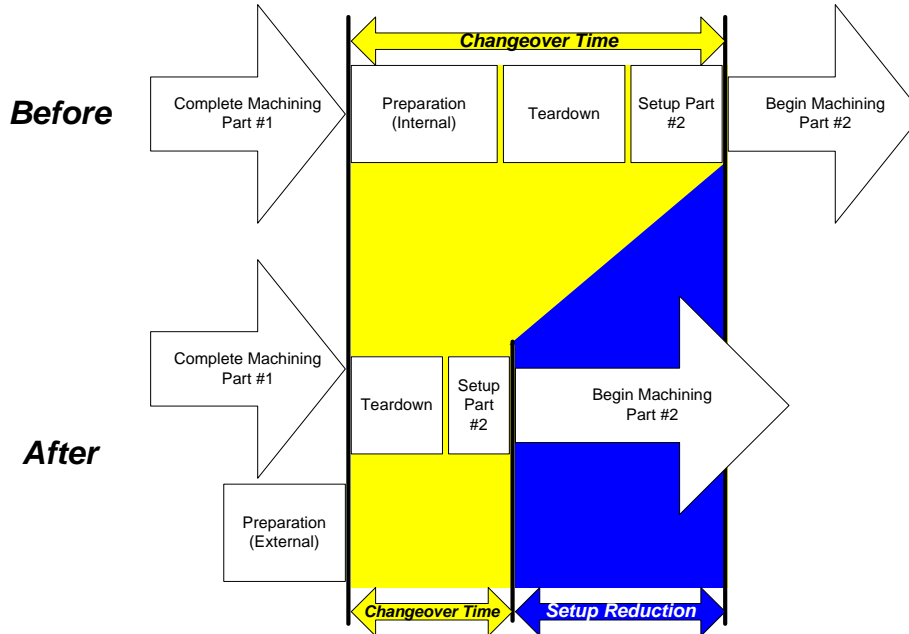 Changeover Time
Before
Complete Machining
Part #1
Preparation
(Internal)
Teardown
Setup Part
#2
Begin Machining
Part #2
After
Complete Machining
Part #1
Teardown
Setup
Part
#2
Begin Machining
Part #2
Preparation
(External)
Changeover Time
Setup Reduction